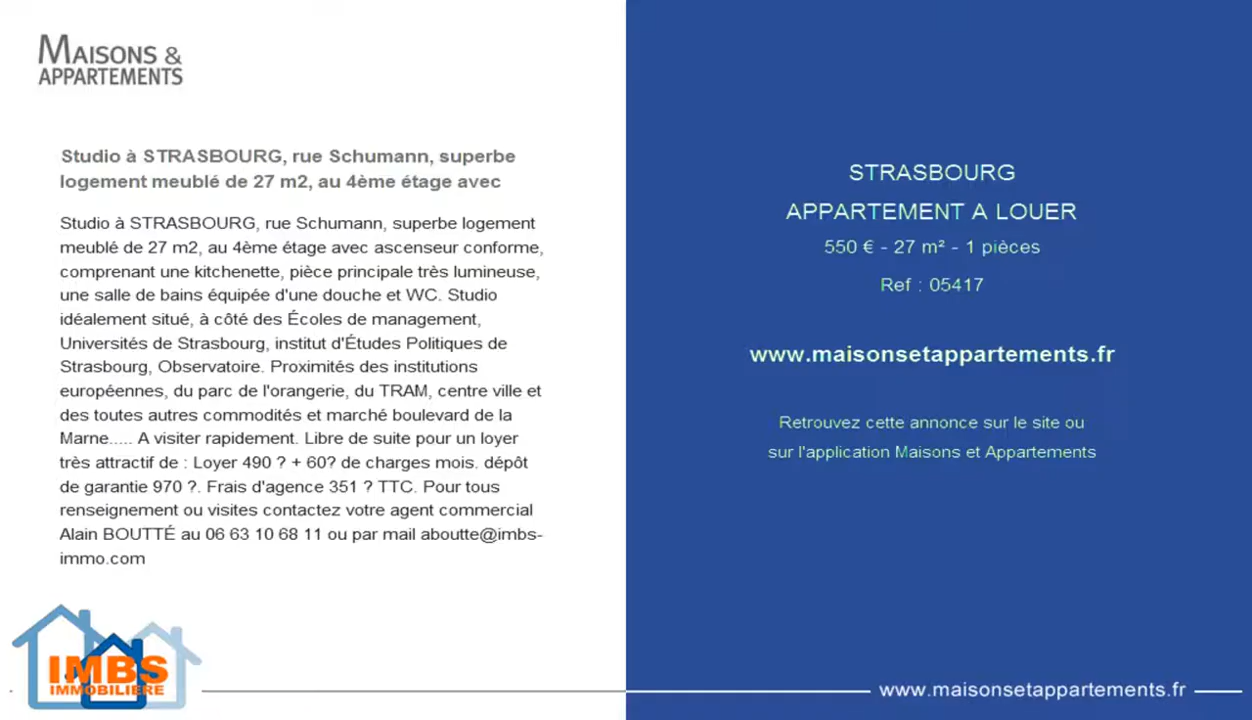 MAISONS &
APPARTEMENTS
Studio à STRASBOURG, rue Schumann, superbe
logement meublé de 27 m2, au 4ème étage avec
Studio à STRASBOURG, rue Schumann, superbe logement
meublé de 27 m2, au 4ème étage avec ascenseur conforme,
comprenant une kitchenette, pièce principale très lumineuse,
une salle de bains équipée d'une douche et WC. Studio
idéalement situé, à côté des Écoles de management,
Universités de Strasbourg, institut d'Études Politiques de
Strasbourg, Observatoire. Proximités des institutions
européennes, du parc de l'orangerie, du TRAM, centre ville et
des toutes autres commodités et marché boulevard de la
Marne..... A visiter rapidement. Libre de suite pour un loyer
très attractif de : Loyer 490 ? + 60? de charges mois. dépôt
de garantie 970 ?. Frais d'agence 351 ? TTC. Pour tous
renseignement ou visites contactez votre agent commercial
Alain BOUTTÉ au 06 63 10 68 11 ou par mail aboutte@imbs-
immo.com
IMBS
IMMOBILIERE
STRASBOURG
APPARTEMENT A LOUER
550 € - 27 m² - 1 pièces
Ref : 05417
www.maisonsetappartements.fr
Retrouvez cette annonce sur le site ou
sur l'application Maisons et Appartements
www.maisonsetappartements.fr